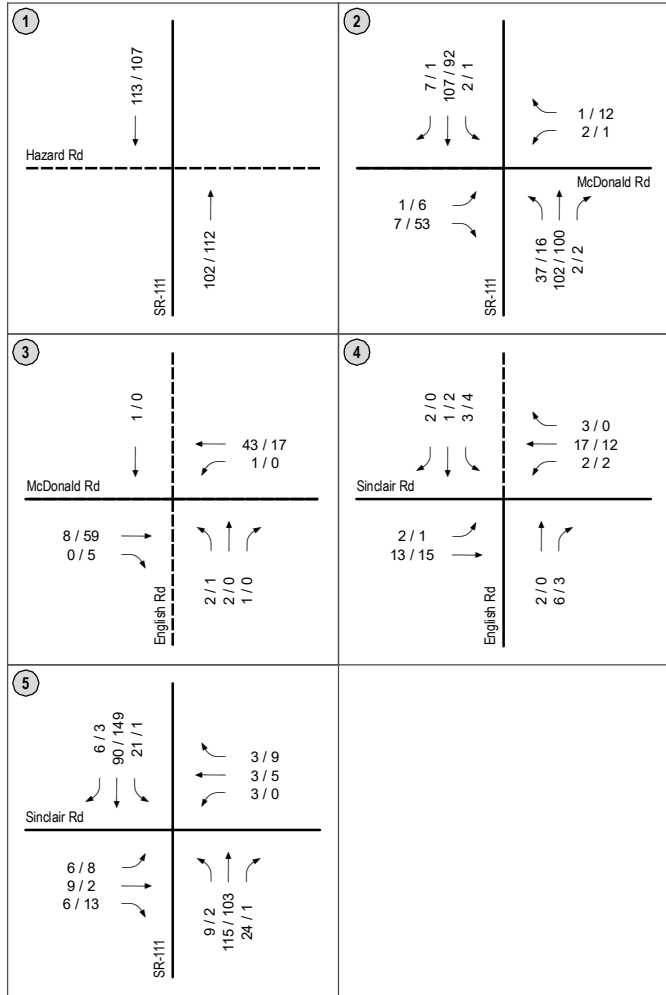 1
113 / 107
Hazard Rd
102 / 112
SR-111
2
7 / 1
107 / 92
2 / 1
1 / 12
2 / 1
McDonald Rd
1 / 6
7 / 53
37 / 16
102 / 100
2 / 2
SR-111
3
1 / 0
43 / 17
1 / 0
McDonald Rd
8 / 59
0 / 5
2 / 1
2 / 0
1 / 0
English Rd
4
2 / 0
1 / 2
3 / 4
3 / 0
17 / 12
2 / 2
Sinclair Rd
2 / 1
13 / 15
2 / 0
6 / 3
English Rd
5
6 / 3
90 / 149
21 / 1
3 / 9
3 / 5
3 / 0
Sinclair Rd
6 / 8
9 / 2
6 / 13
9 / 2
115 / 103
24 / 1
SR-111